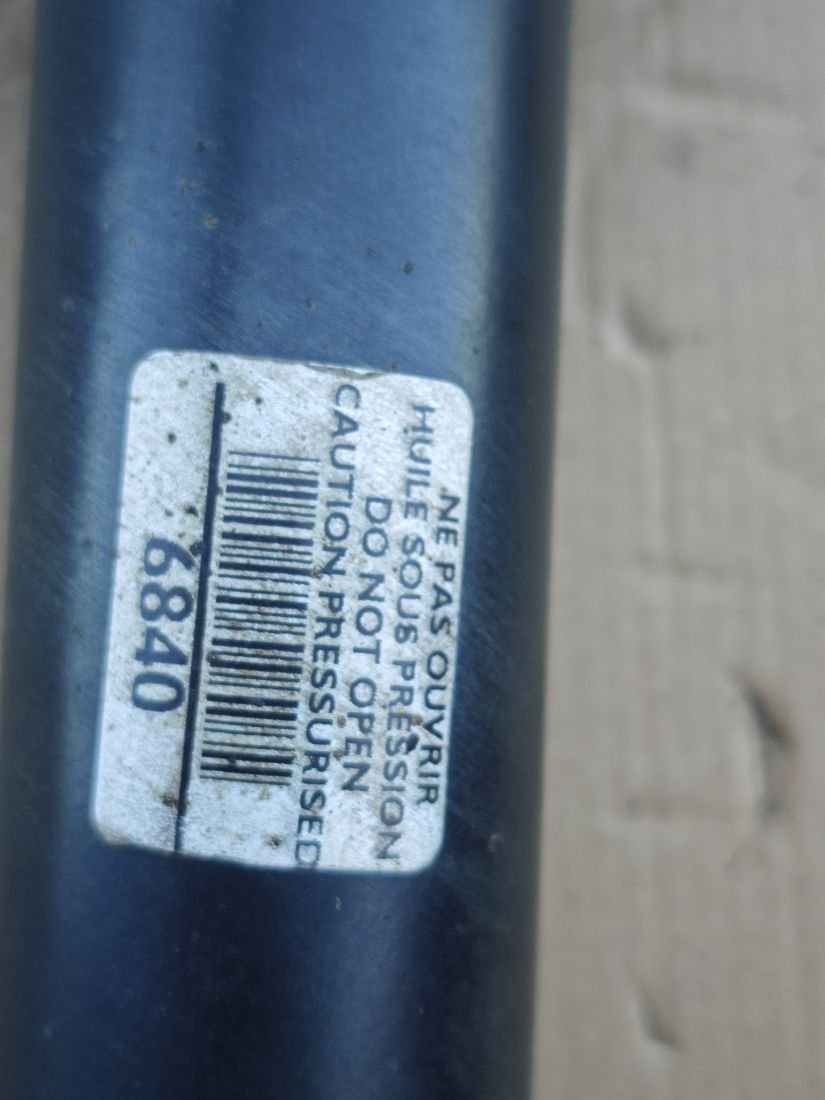 NE PAS OUVRIR
HUILE SOUS PRESSION
DO NOT OPEN
CAUTION PRESSURISED
6840